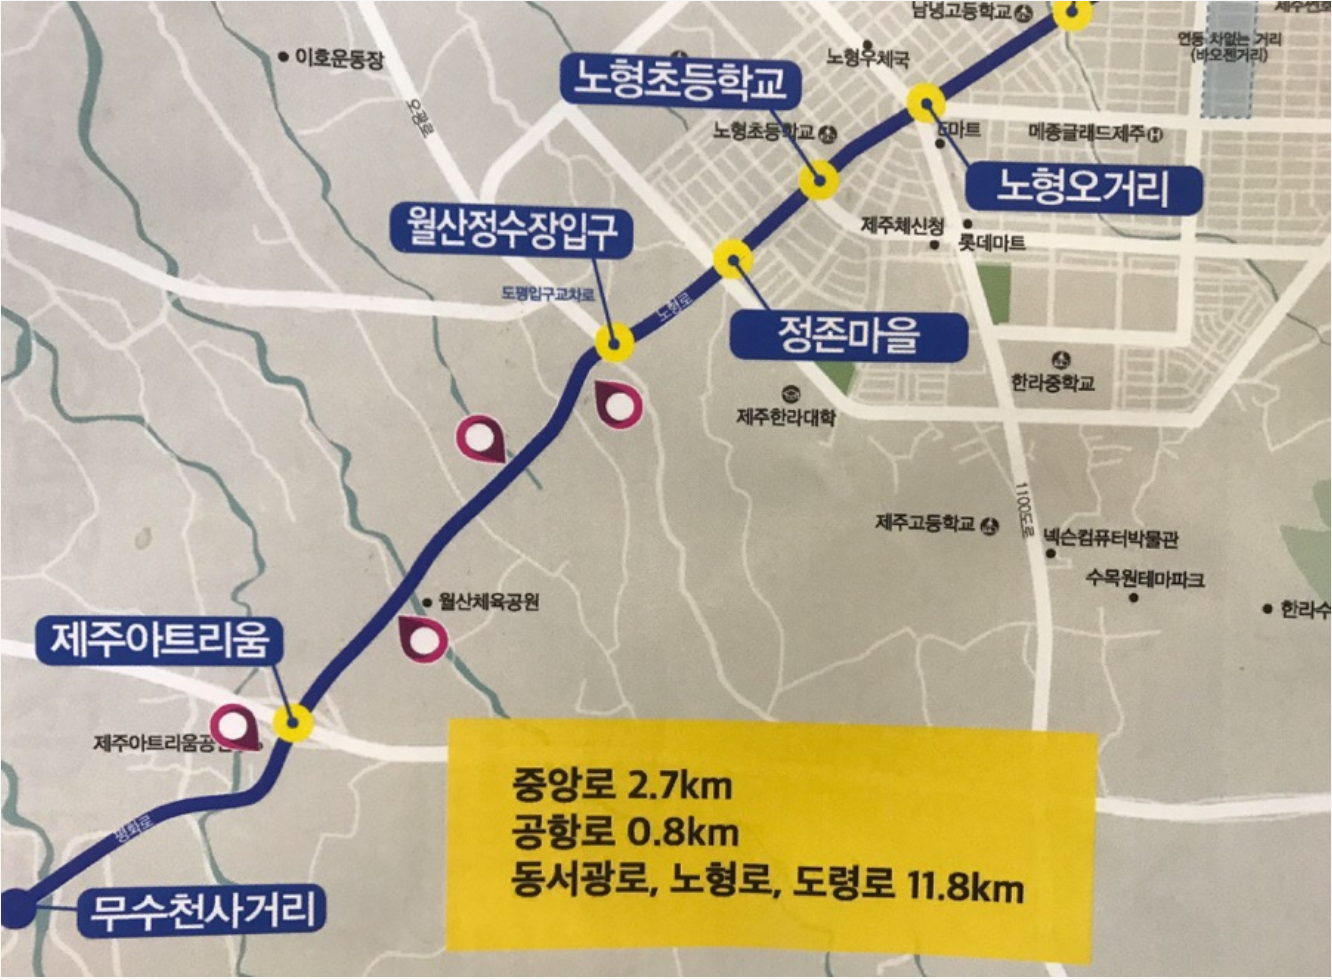 남녕고등학교
이호운동장
노형우체국
연동 차없는 거리
(바오젠거리)
노형초등학교
오광로
노형초등학교
E마트
메종글래드제주
노형오거리
월산정수장입구
제주체신청
롯데마트
도평입구교차로
노형로
정존마을
한라중학교
제주한라대학
1100도로
제주고등학교
넥슨컴퓨터박물관
수목원테마파크
월산체육공원
한라수
제주아트리움
제주아트리움공
평화로
무수천사거리
중앙로 2.7km
공항로 0.8km
동서광로, 노형로, 도령로 11.8km